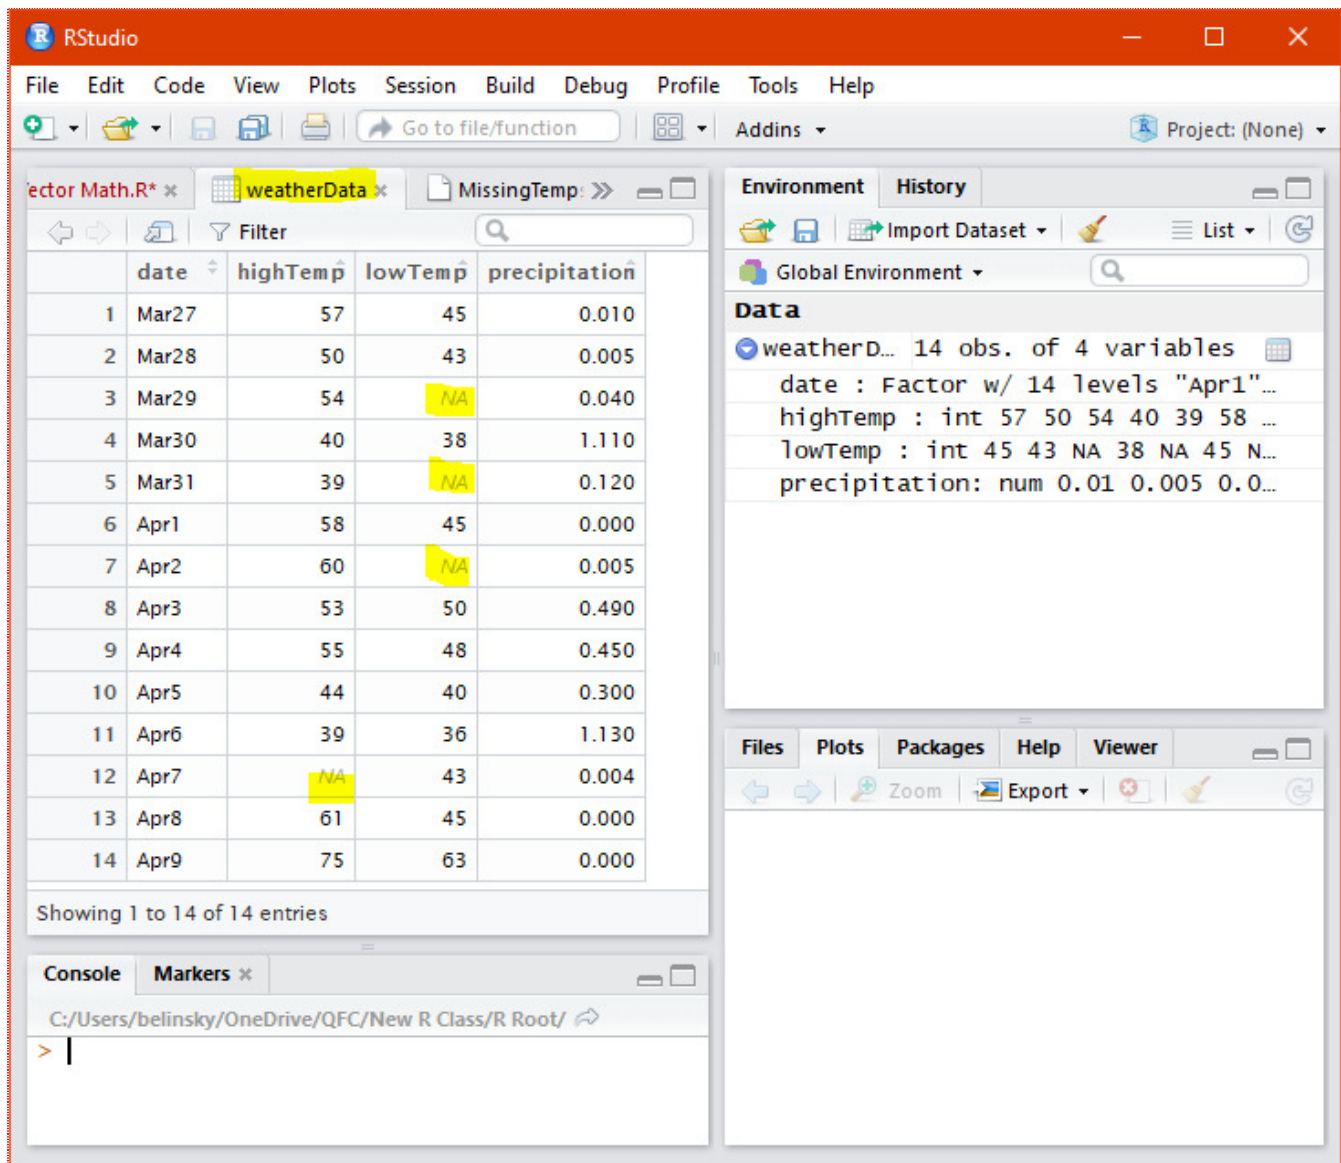 RStudio
File Edit Code View Plots Session Build Debug Profile Tools Help
Go to file/function Addins Project: (None)
ector Math.R* weatherData MissingTemp
Filter
date highTemp lowTemp precipitation
1 Mar27 57 45 0.010
2 Mar28 50 43 0.005
3 Mar29 54 NA 0.040
4 Mar30 40 38 1.110
5 Mar31 39 NA 0.120
6 Apr1 58 45 0.000
7 Apr2 60 NA 0.005
8 Apr3 53 50 0.490
9 Apr4 55 48 0.450
10 Apr5 44 40 0.300
11 Apr6 39 36 1.130
12 Apr7 NA 43 0.004
13 Apr8 61 45 0.000
14 Apr9 75 63 0.000
Showing 1 to 14 of 14 entries
Console Markers
C:/Users/belinsky/OneDrive/QFC/New R Class/R Root/
>
Environment History
Import Dataset List
Global Environment
Data
weatherD… 14 obs. of 4 variables
date : Factor w/ 14 levels "Apr1"…
highTemp : int 57 50 54 40 39 58 …
lowTemp : int 45 43 NA 38 NA 45 N…
precipitation: num 0.01 0.005 0.0…
Files Plots Packages Help Viewer
Zoom Export